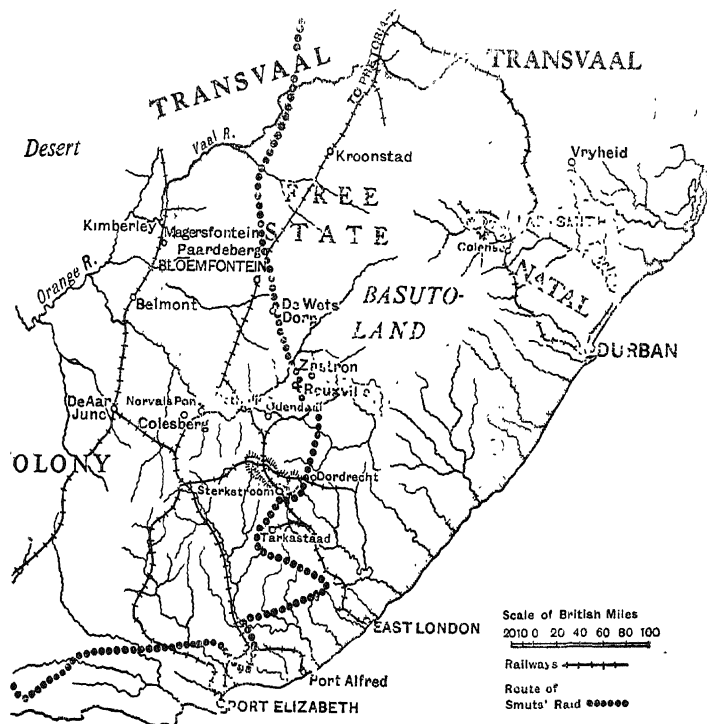 TRANSVAAL
TRANSVAAL
TO PRETORIA
Desert
Vaal R.
Kroonstad
Vryheid
FREE
STATE
Kimberley
Magersfontein
Paardeberg
BLOEMFONTEIN
Colenso
NATAL
Orange R.
Belmont
De Wets
Dorp
BASUTO-
LAND
DURBAN
Zastron
Rouxville
De Aar
Junc
Norvals Pon
Colesberg
OLONY
Dordrecht
Sterkstroom
Tarkastaad
EAST LONDON
Port Alfred
PORT ELIZABETH
Scale of British Miles
20 10 0 20 40 60 80 100
Railways
Route of
Smuts' Raid